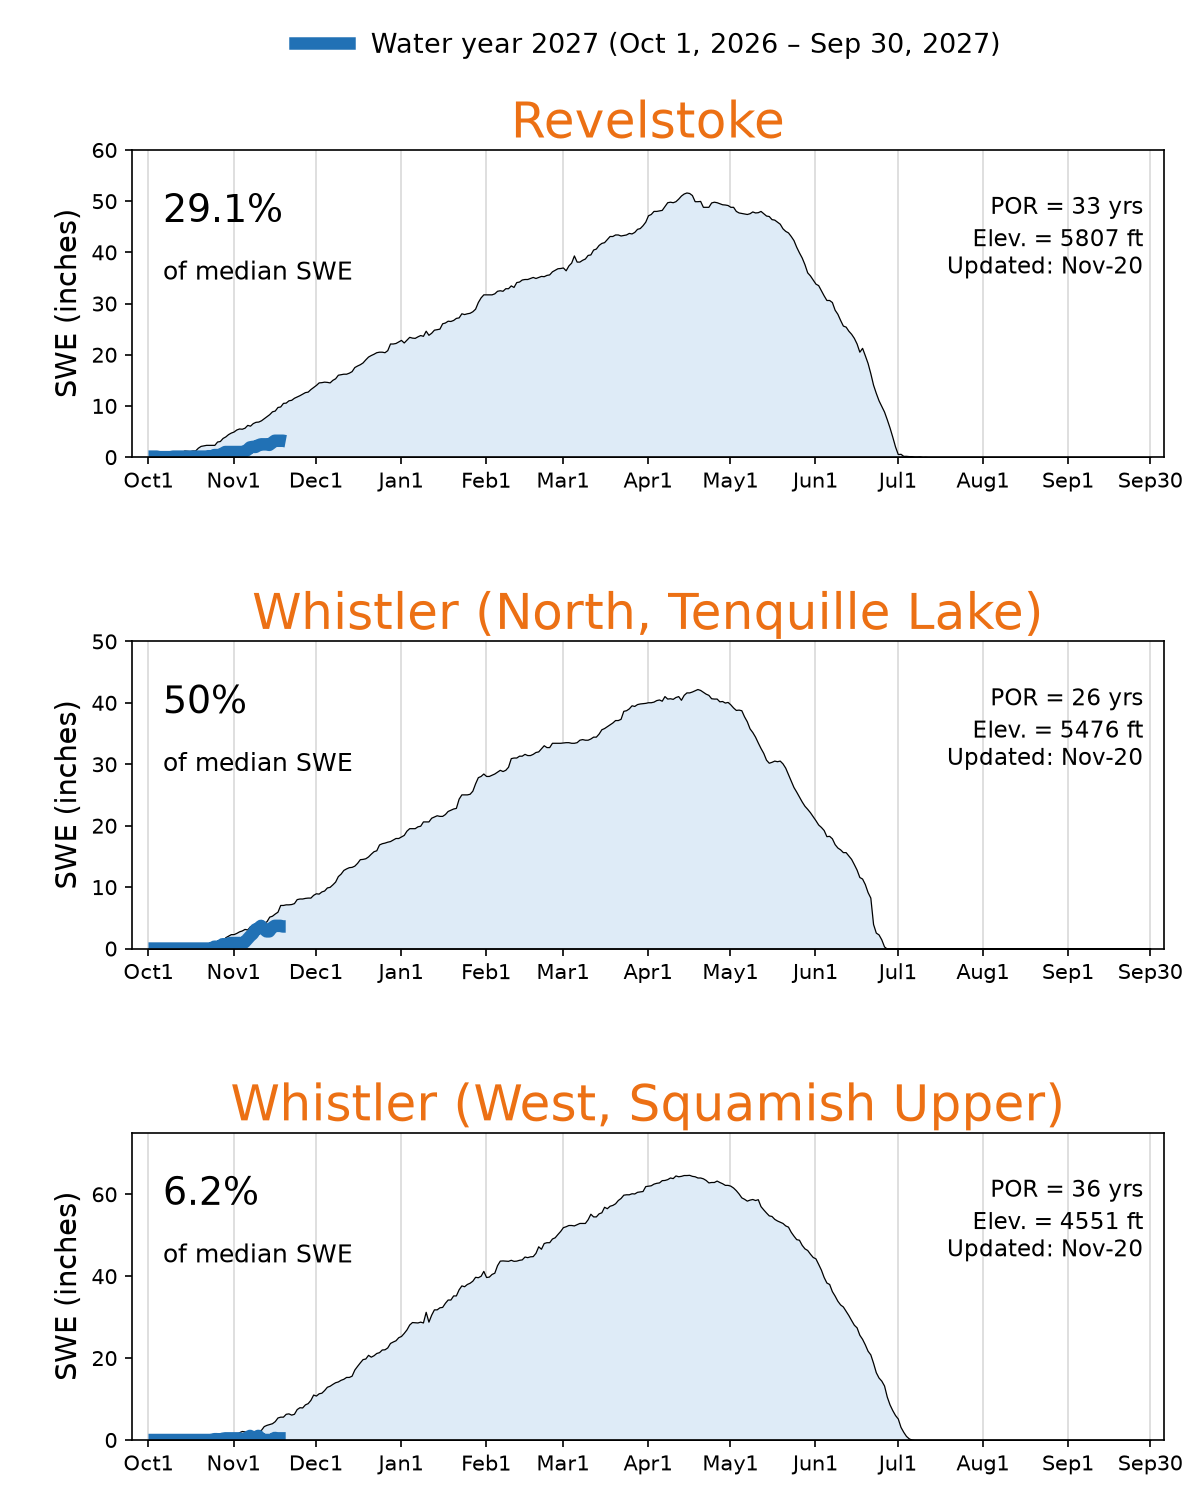 Water year 2027 (Oct 1, 2026 – Sep 30, 2027)
Revelstoke
60
50
40
30
20
10
0
SWE (inches)
29.1%
of median SWE
POR = 33 yrs
Elev. = 5807 ft
Updated: Nov-20
Oct1 Nov1 Dec1 Jan1 Feb1 Mar1 Apr1 May1 Jun1 Jul1 Aug1 Sep1 Sep30
Whistler (North, Tenquille Lake)
50
40
30
20
10
0
SWE (inches)
50%
of median SWE
POR = 26 yrs
Elev. = 5476 ft
Updated: Nov-20
Oct1 Nov1 Dec1 Jan1 Feb1 Mar1 Apr1 May1 Jun1 Jul1 Aug1 Sep1 Sep30
Whistler (West, Squamish Upper)
60
40
20
0
SWE (inches)
6.2%
of median SWE
POR = 36 yrs
Elev. = 4551 ft
Updated: Nov-20
Oct1 Nov1 Dec1 Jan1 Feb1 Mar1 Apr1 May1 Jun1 Jul1 Aug1 Sep1 Sep30